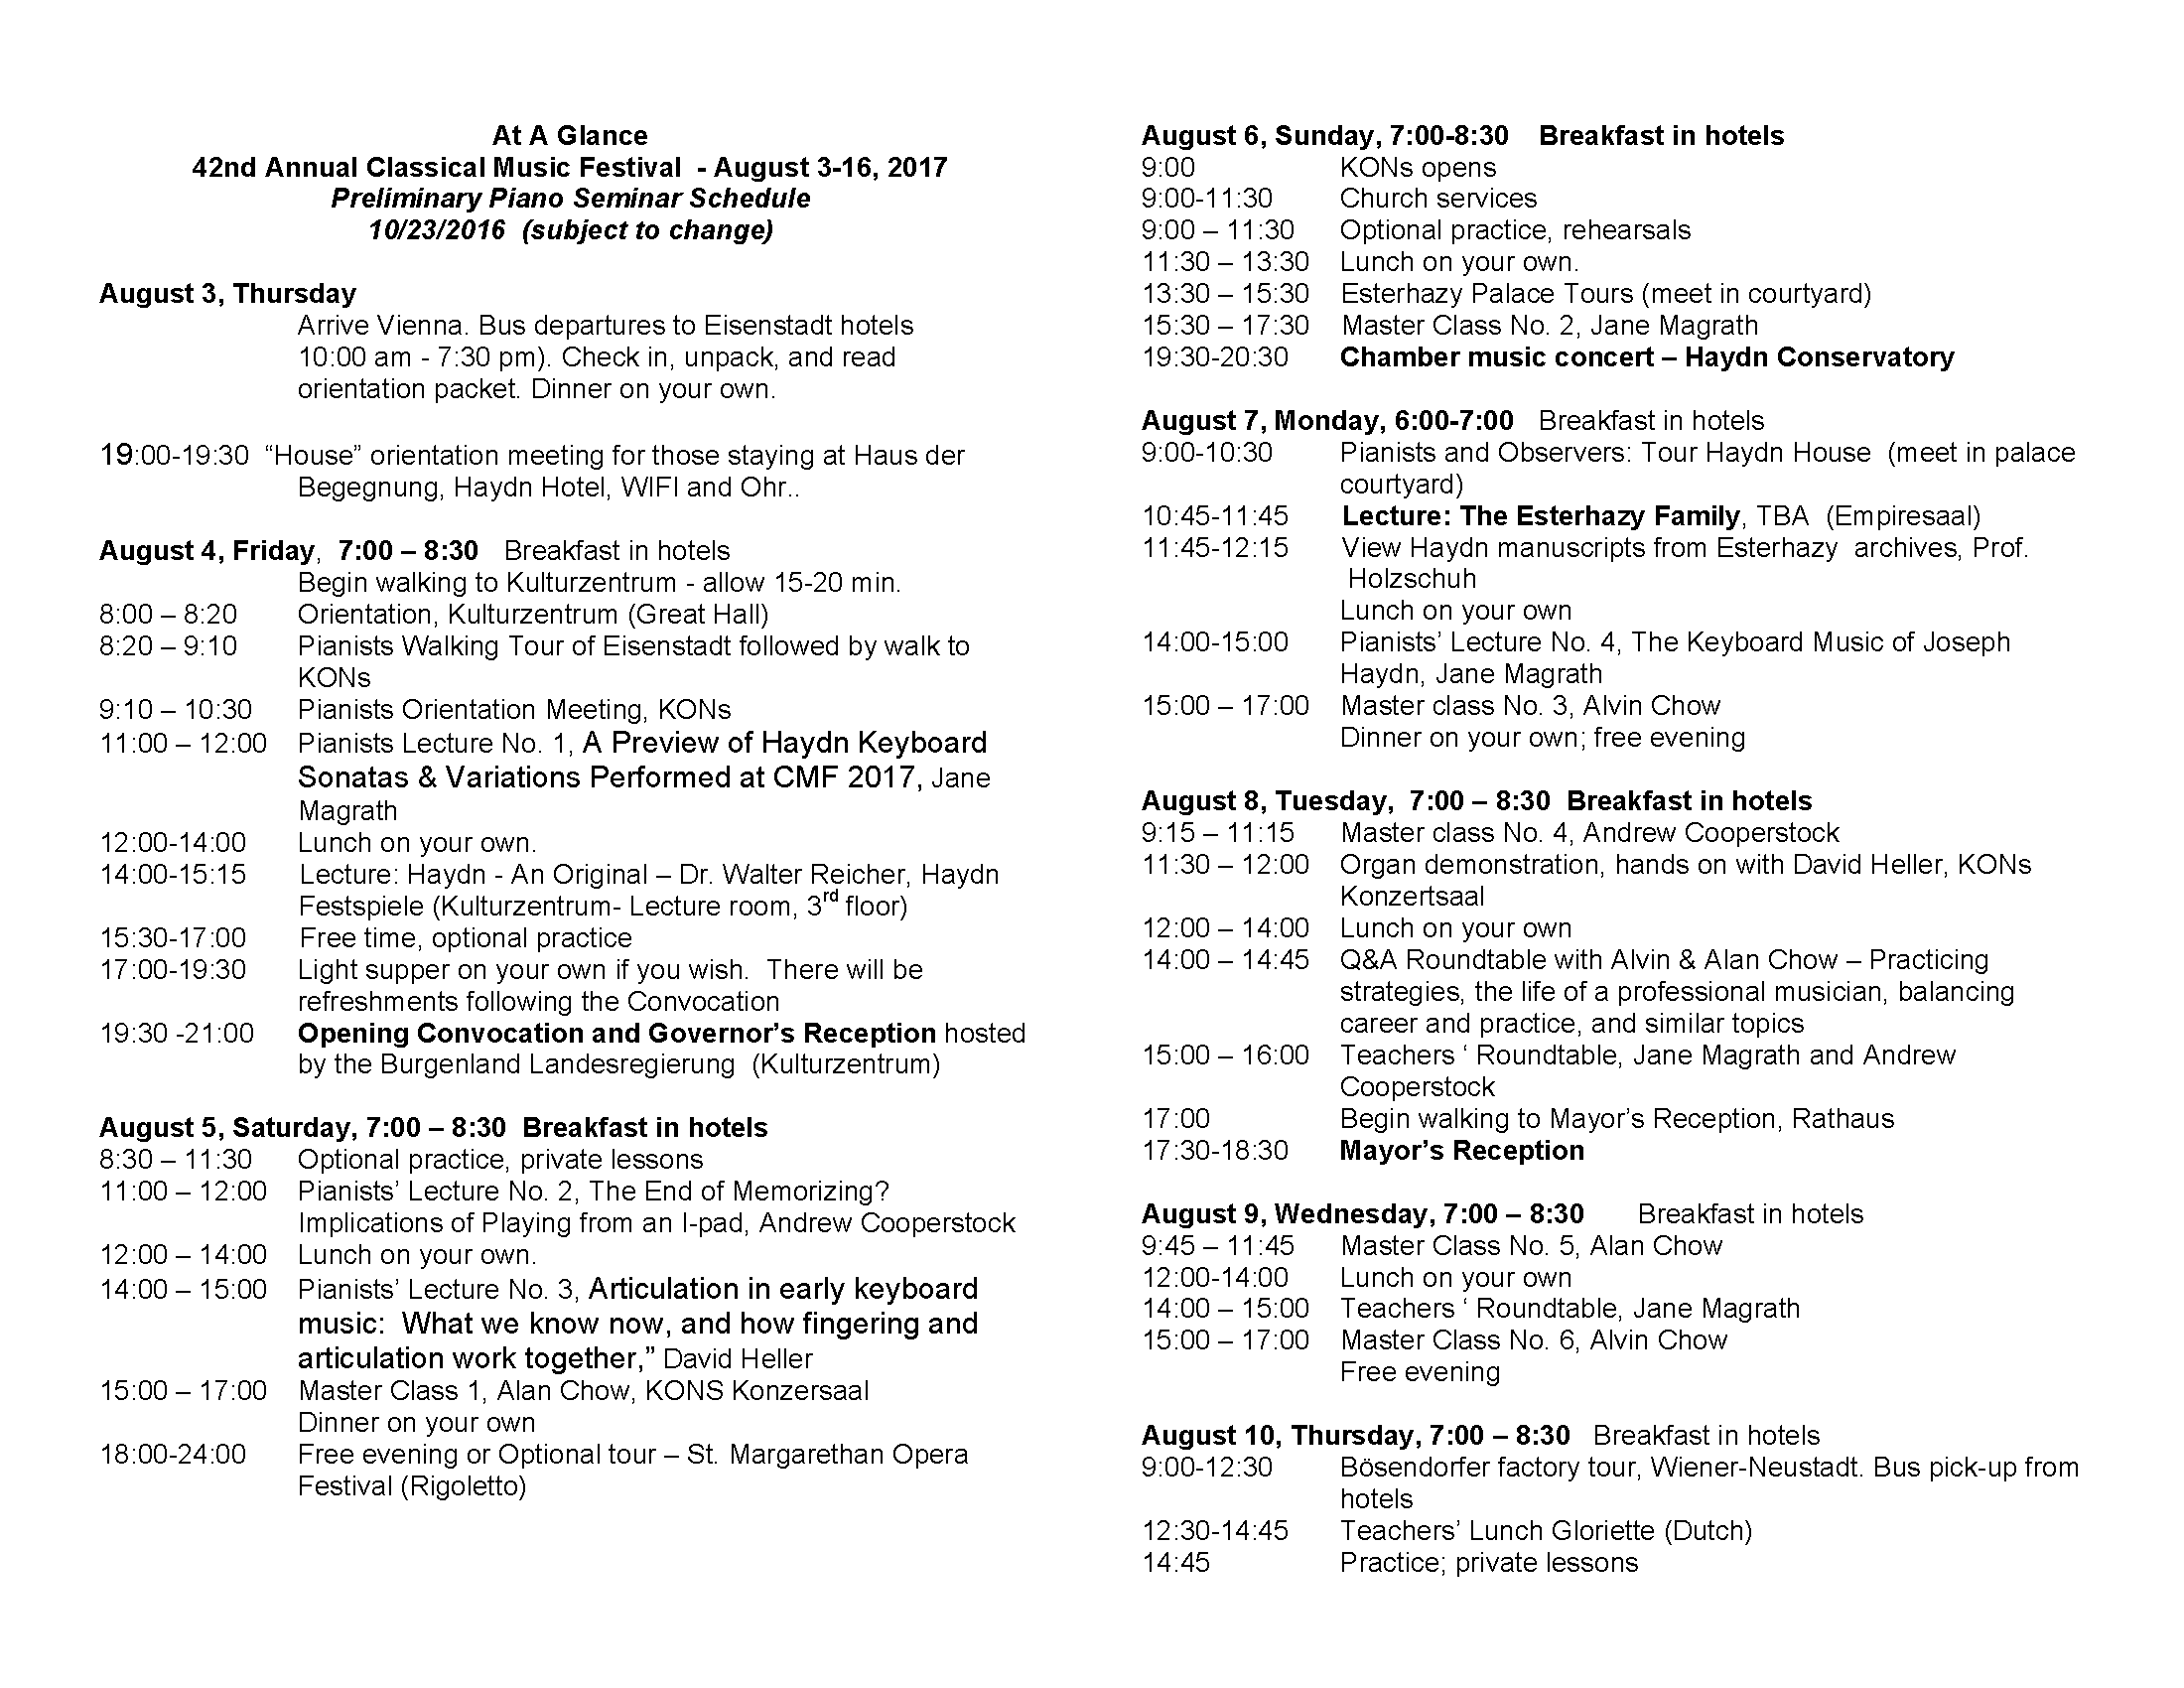 At A Glance
42nd Annual Classical Music Festival  - August 3-16, 2017
Preliminary Piano Seminar Schedule
10/23/2016  (subject to change)
August 3, Thursday
Arrive Vienna. Bus departures to Eisenstadt hotels
10:00 am - 7:30 pm). Check in, unpack, and read
orientation packet. Dinner on your own.
19:00-19:30  “House” orientation meeting for those staying at Haus der
Begegnung, Haydn Hotel, WIFI and Ohr..
August 4, Friday,  7:00 – 8:30   Breakfast in hotels
Begin walking to Kulturzentrum - allow 15-20 min.
8:00 – 8:20 Orientation, Kulturzentrum (Great Hall)
8:20 – 9:10 Pianists Walking Tour of Eisenstadt followed by walk to
KONs
9:10 – 10:30 Pianists Orientation Meeting, KONs
11:00 – 12:00 Pianists Lecture No. 1, A Preview of Haydn Keyboard
Sonatas & Variations Performed at CMF 2017, Jane
Magrath
12:00-14:00 Lunch on your own.
14:00-15:15 Lecture: Haydn - An Original – Dr. Walter Reicher, Haydn
Festspiele (Kulturzentrum- Lecture room, 3rd floor)
15:30-17:00 Free time, optional practice
17:00-19:30 Light supper on your own if you wish.  There will be
refreshments following the Convocation
19:30 -21:00 Opening Convocation and Governor’s Reception hosted
by the Burgenland Landesregierung  (Kulturzentrum)
August 5, Saturday, 7:00 – 8:30  Breakfast in hotels
8:30 – 11:30 Optional practice, private lessons
11:00 – 12:00 Pianists’ Lecture No. 2, The End of Memorizing?
Implications of Playing from an I-pad, Andrew Cooperstock
12:00 – 14:00 Lunch on your own.
14:00 – 15:00 Pianists’ Lecture No. 3, Articulation in early keyboard
music:  What we know now, and how fingering and
articulation work together,” David Heller
15:00 – 17:00 Master Class 1, Alan Chow, KONS Konzersaal
Dinner on your own
18:00-24:00 Free evening or Optional tour – St. Margarethan Opera
Festival (Rigoletto)
August 6, Sunday, 7:00-8:30    Breakfast in hotels
9:00 KONs opens
9:00-11:30 Church services
9:00 – 11:30 Optional practice, rehearsals
11:30 – 13:30 Lunch on your own.
13:30 – 15:30 Esterhazy Palace Tours (meet in courtyard)
15:30 – 17:30 Master Class No. 2, Jane Magrath
19:30-20:30 Chamber music concert – Haydn Conservatory
August 7, Monday, 6:00-7:00   Breakfast in hotels
9:00-10:30 Pianists and Observers: Tour Haydn House  (meet in palace
courtyard)
10:45-11:45 Lecture: The Esterhazy Family, TBA  (Empiresaal)
11:45-12:15 View Haydn manuscripts from Esterhazy  archives, Prof.
Holzschuh
Lunch on your own
14:00-15:00 Pianists’ Lecture No. 4, The Keyboard Music of Joseph
Haydn, Jane Magrath
15:00 – 17:00 Master class No. 3, Alvin Chow
Dinner on your own; free evening
August 8, Tuesday,  7:00 – 8:30  Breakfast in hotels
9:15 – 11:15 Master class No. 4, Andrew Cooperstock
11:30 – 12:00 Organ demonstration, hands on with David Heller, KONs
Konzertsaal
12:00 – 14:00 Lunch on your own
14:00 – 14:45 Q&A Roundtable with Alvin & Alan Chow – Practicing
strategies, the life of a professional musician, balancing
career and practice, and similar topics
15:00 – 16:00 Teachers ‘ Roundtable, Jane Magrath and Andrew
Cooperstock
17:00 Begin walking to Mayor’s Reception, Rathaus
17:30-18:30 Mayor’s Reception
August 9, Wednesday, 7:00 – 8:30 Breakfast in hotels
9:45 – 11:45 Master Class No. 5, Alan Chow
12:00-14:00 Lunch on your own
14:00 – 15:00 Teachers ‘ Roundtable, Jane Magrath
15:00 – 17:00 Master Class No. 6, Alvin Chow
Free evening
August 10, Thursday, 7:00 – 8:30   Breakfast in hotels
9:00-12:30 Bösendorfer factory tour, Wiener-Neustadt. Bus pick-up from
hotels
12:30-14:45 Teachers’ Lunch Gloriette (Dutch)
14:45 Practice; private lessons